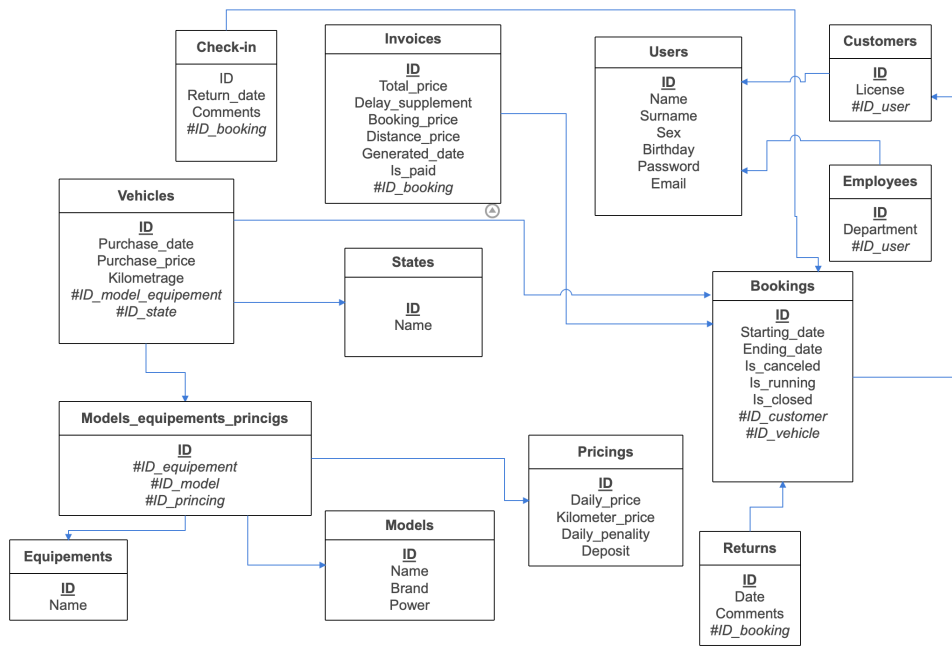 Check-in
ID
Return_date
Comments
#ID_booking
Invoices
ID
Total_price
Delay_supplement
Booking_price
Distance_price
Generated_date
Is_paid
#ID_booking
Users
ID
Name
Surname
Sex
Birthday
Password
Email
Customers
ID
License
#ID_user
Employees
ID
Department
#ID_user
Vehicles
ID
Purchase_date
Purchase_price
Kilometrage
#ID_model_equipement
#ID_state
States
ID
Name
Bookings
ID
Starting_date
Ending_date
Is_canceled
Is_running
Is_closed
#ID_customer
#ID_vehicle
Models_equipements_princigs
ID
#ID_equipement
#ID_model
#ID_princing
Pricings
ID
Daily_price
Kilometer_price
Daily_penality
Deposit
Equipements
ID
Name
Models
ID
Name
Brand
Power
Returns
ID
Date
Comments
#ID_booking